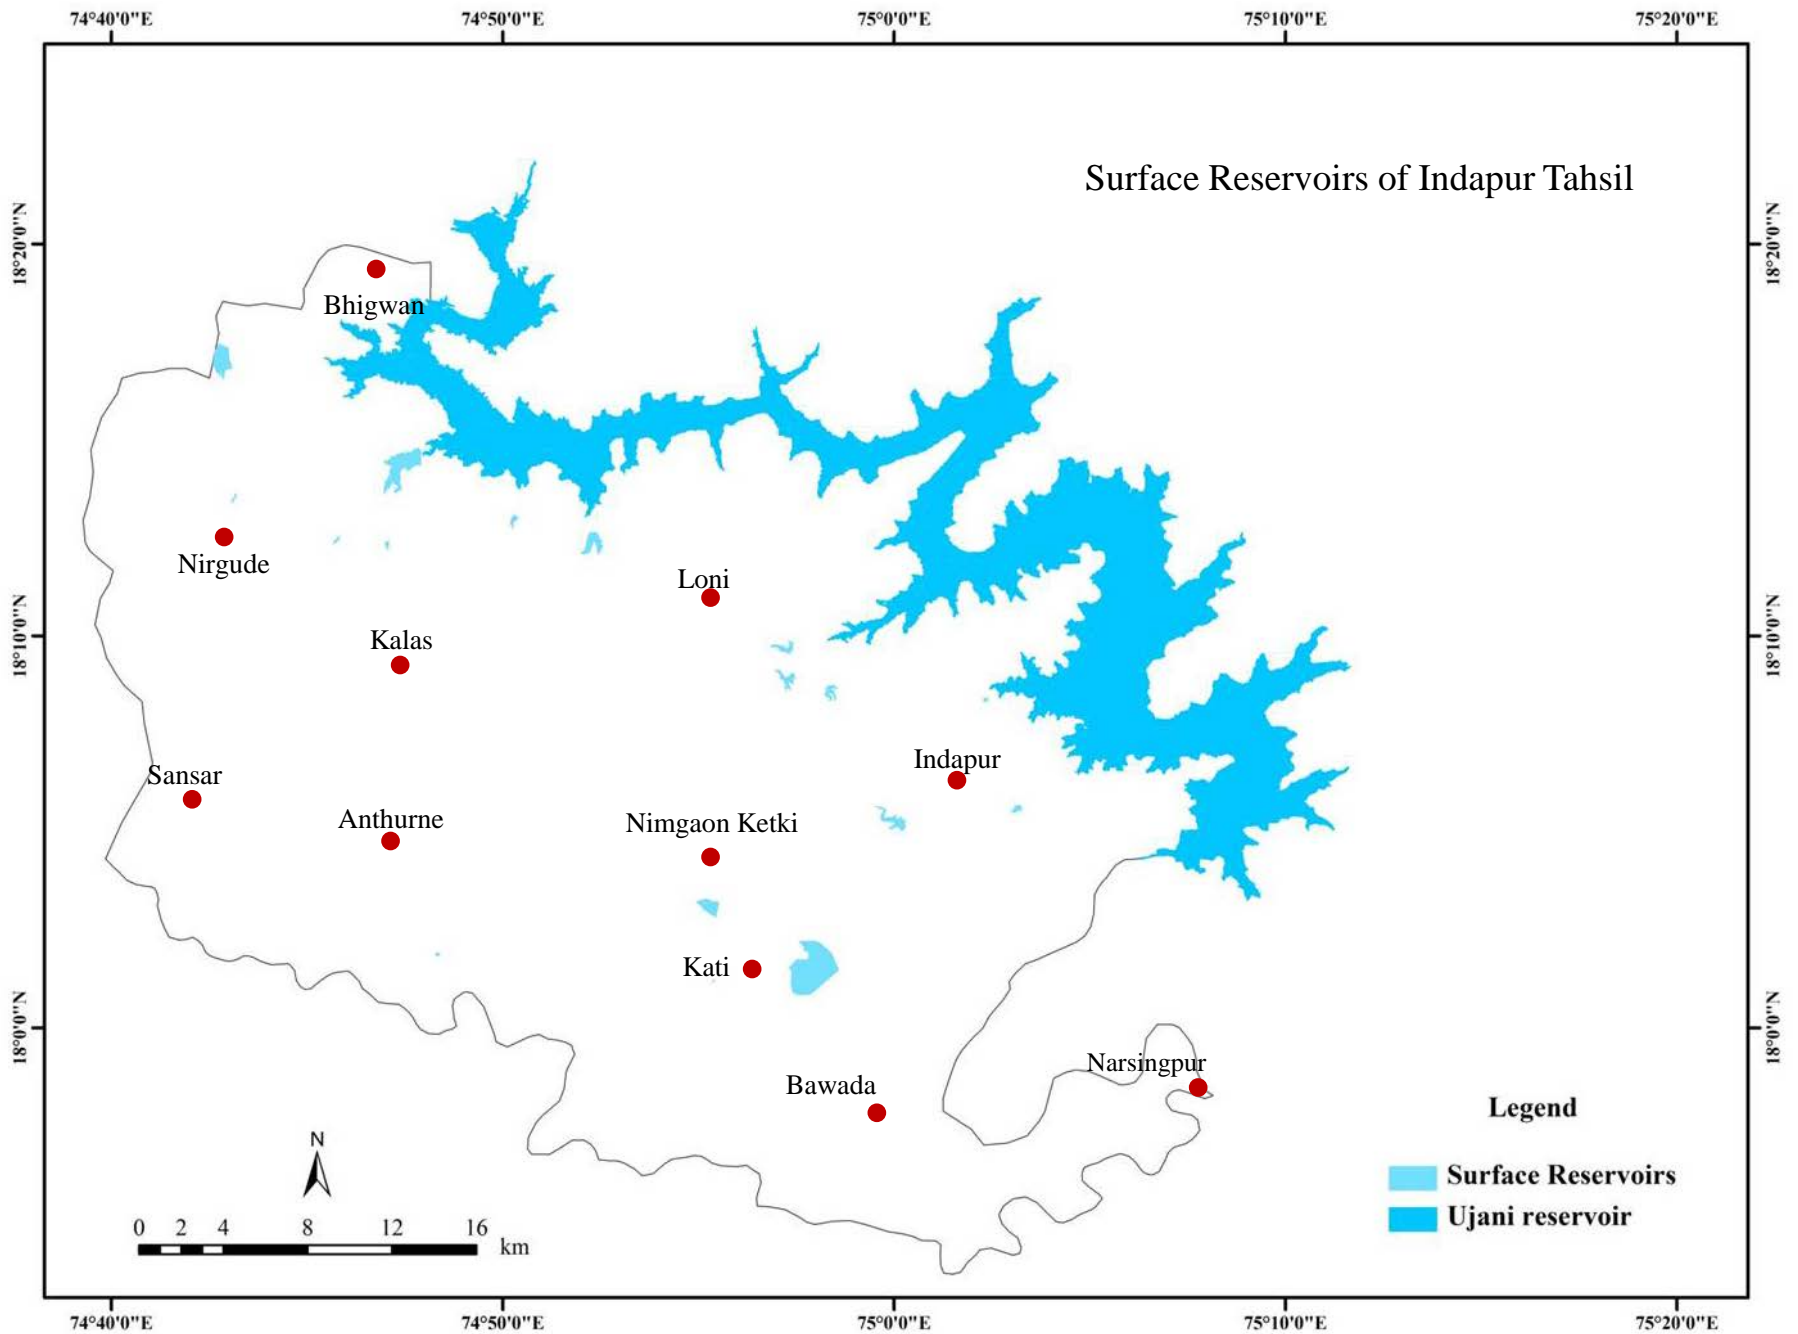 74°40'0"E 74°50'0"E 75°0'0"E 75°10'0"E 75°20'0"E
Surface Reservoirs of Indapur Tahsil
18°20'0"N 18°20'0"N
Bhigwan
Nirgude
Loni
18°10'0"N 18°10'0"N
Kalas
Indapur
Sansar
Anthurne
Nimgaon Ketki
Kati
18°0'0"N 18°0'0"N
Narsingpur
Bawada
Legend
N
Surface Reservoirs
Ujani reservoir
0 2 4 8 12 16
km
74°40'0"E 74°50'0"E 75°0'0"E 75°10'0"E 75°20'0"E